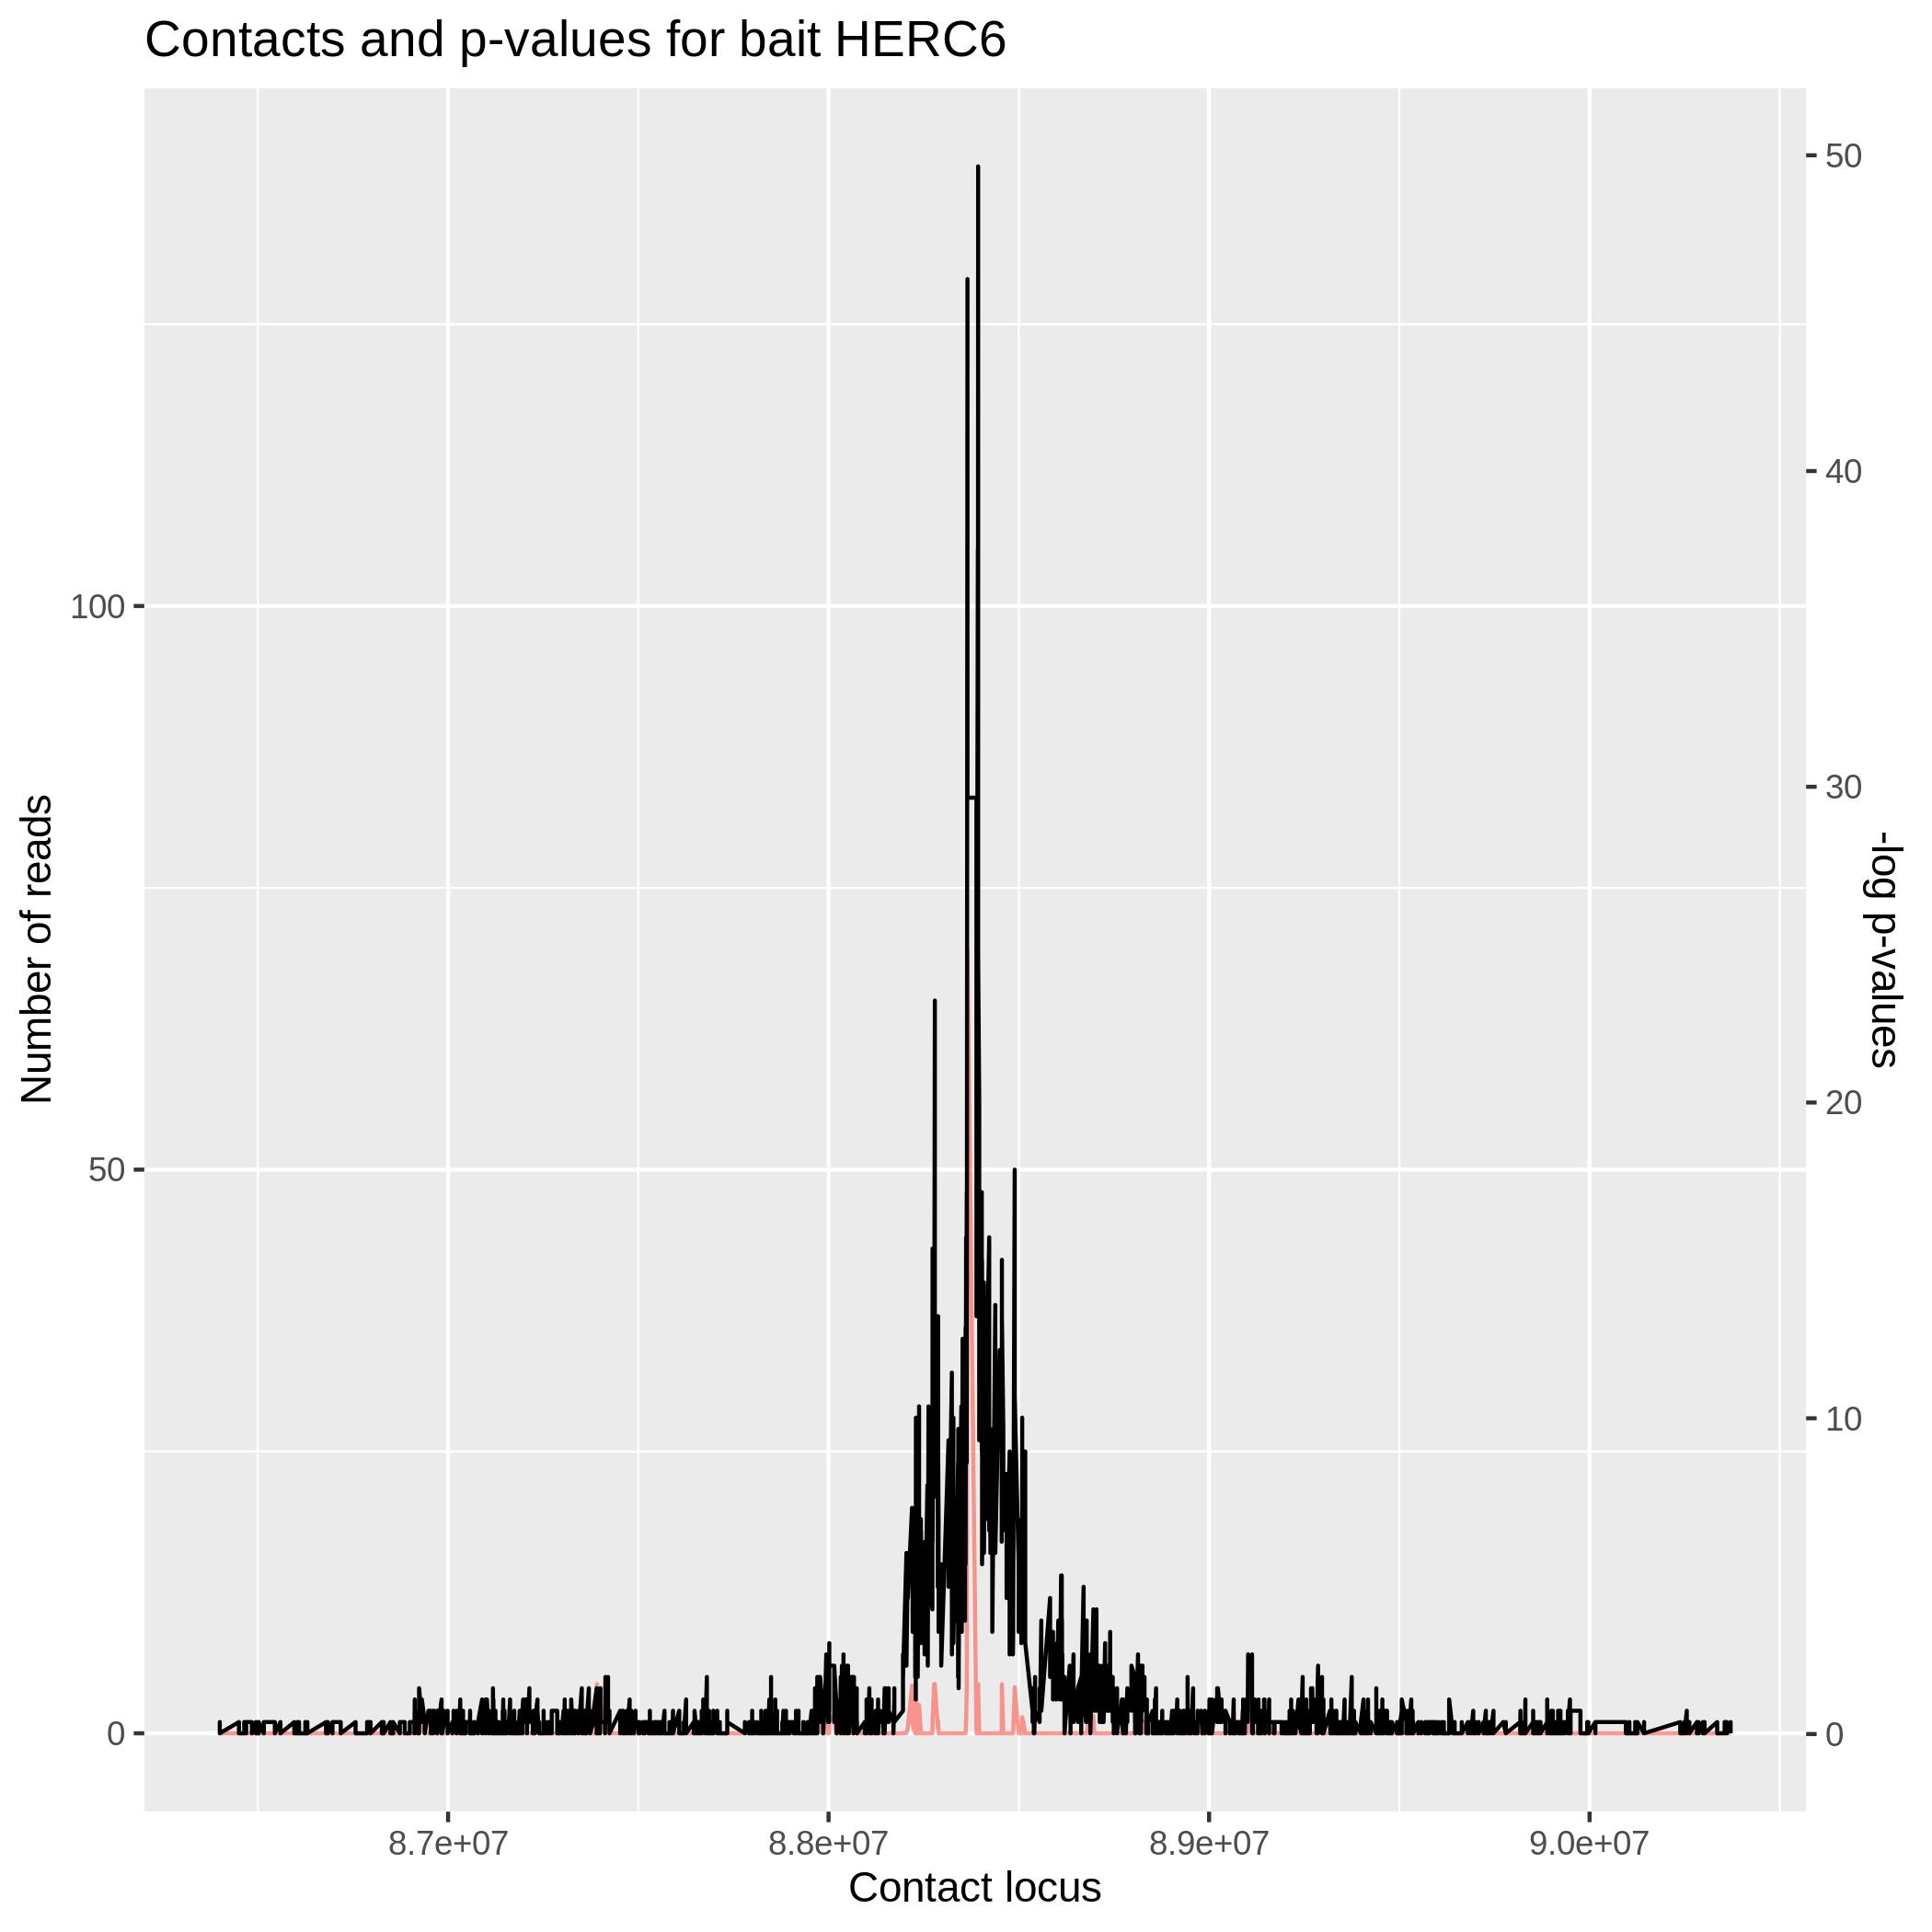 Contacts and p-values for bait HERC6
Number of reads
100
50
0
50
40
30
20
10
0
-log p-values
8.7e+07
8.8e+07
8.9e+07
9.0e+07
Contact locus